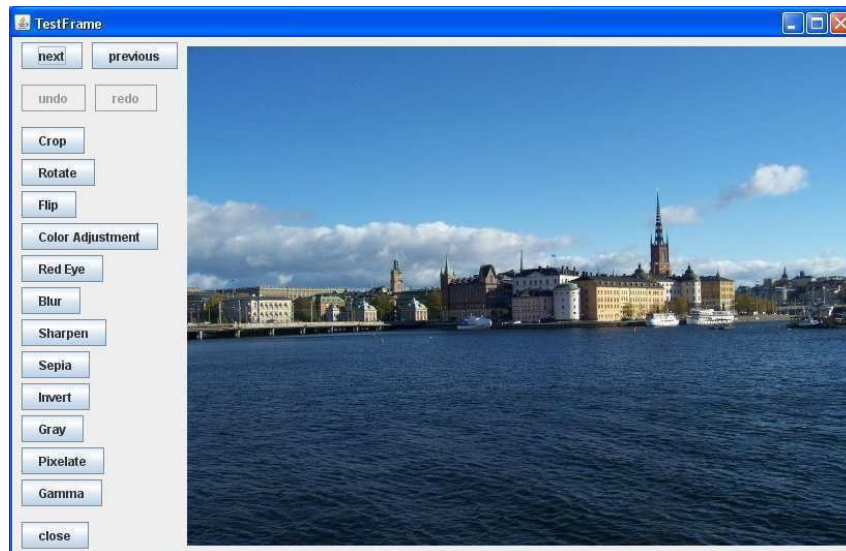 TestFrame
next previous
undo redo
Crop
Rotate
Flip
Color Adjustment
Red Eye
Blur
Sharpen
Sepia
Invert
Gray
Pixelate
Gamma
close